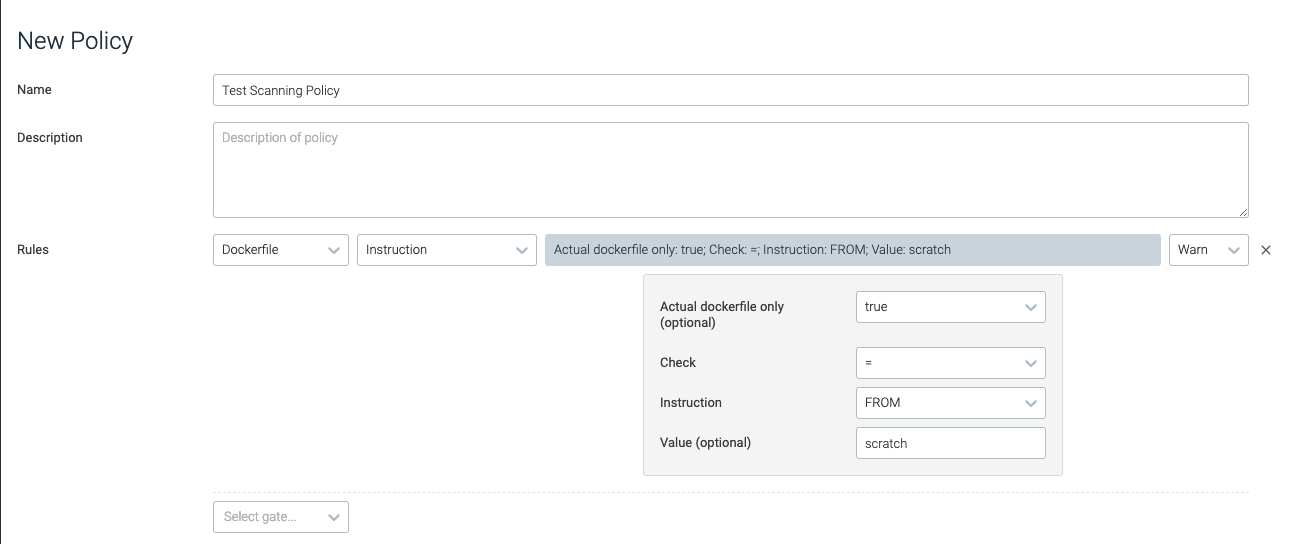 New Policy
Name
Test Scanning Policy
Description
Description of policy
Rules
Dockerfile
Instruction
Actual dockerfile only: true; Check: =; Instruction: FROM; Value: scratch
Warn
Actual dockerfile only
(optional)
true
Check
=
Instruction
FROM
Value (optional)
scratch
Select gate...